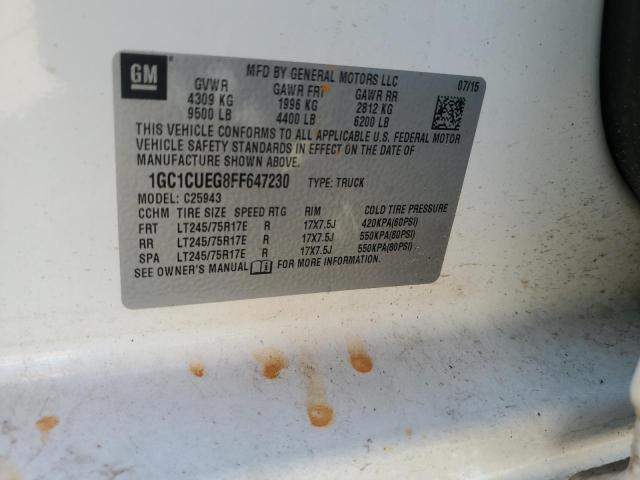 GM
MFD BY GENERAL MOTORS LLC 07/15
GVWR GAWR FRT GAWR RR
4309 KG 1996 KG 2812 KG
9500 LB 4400 LB 6200 LB
THIS VEHICLE CONFORMS TO ALL APPLICABLE U.S. FEDERAL MOTOR
VEHICLE SAFETY STANDARDS IN EFFECT ON THE DATE OF
MANUFACTURE SHOWN ABOVE.
1GC1CUEG8FF647230 TYPE: TRUCK
MODEL: C25943
CCHM TIRE SIZE SPEED RTG RIM COLD TIRE PRESSURE
FRT LT245/75R17E R 17X7.5J 420KPA(60PSI)
RR LT245/75R17E R 17X7.5J 550KPA(80PSI)
SPA LT245/75R17E R 17X7.5J 550KPA(80PSI)
SEE OWNER'S MANUAL FOR MORE INFORMATION.